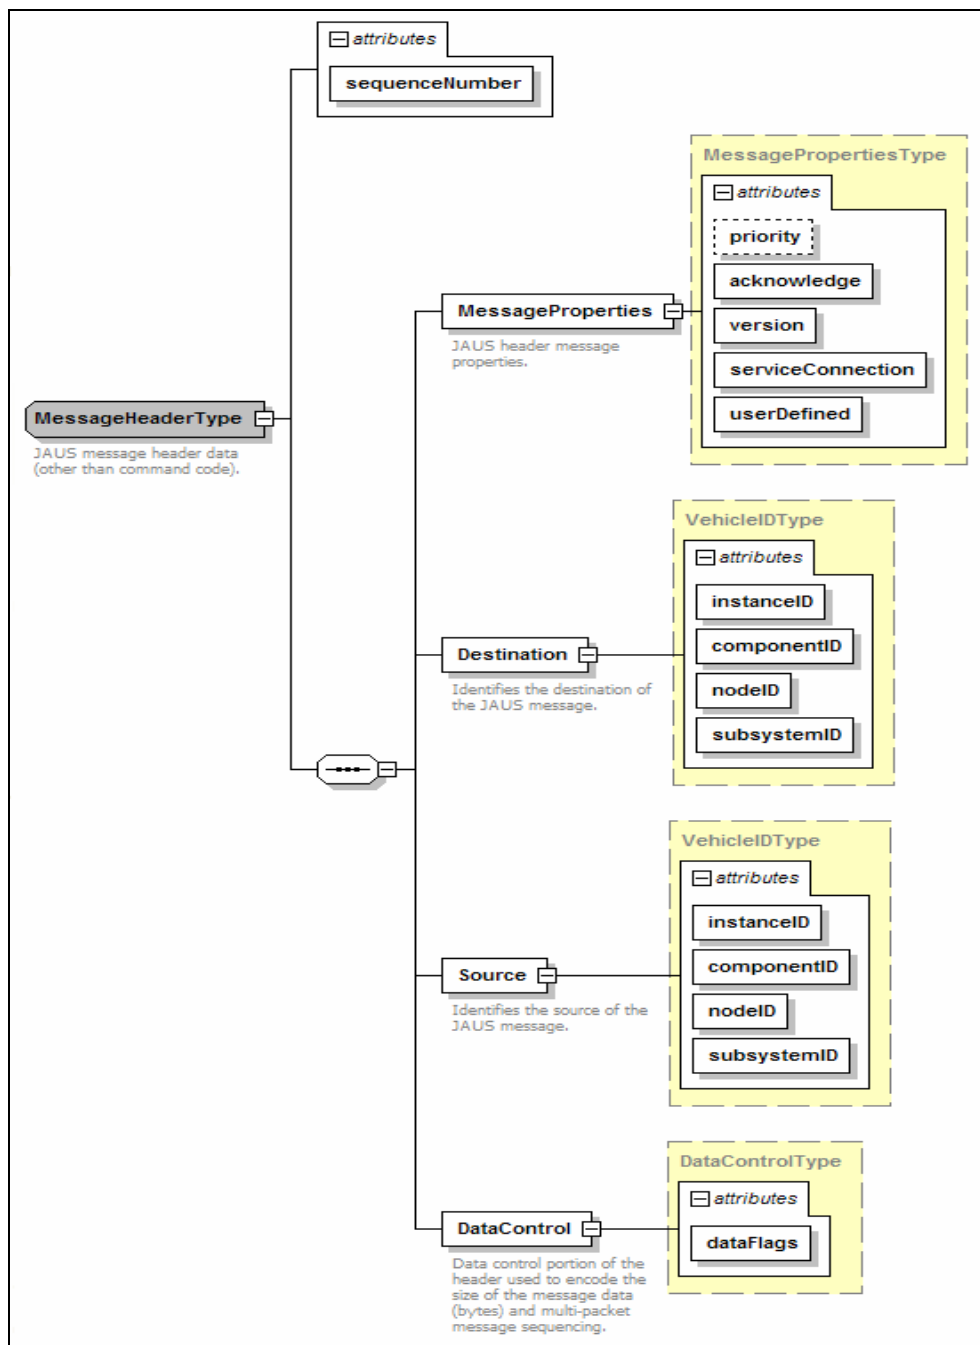 attributes
sequenceNumber
MessagePropertiesType
attributes
priority
acknowledge
version
serviceConnection
userDefined
MessageProperties
JAUS header message
properties.
MessageHeaderType
JAUS message header data
(other than command code).
VehicleIDType
attributes
instanceID
componentID
nodeID
subsystemID
Destination
Identifies the destination of
the JAUS message.
VehicleIDType
attributes
instanceID
componentID
nodeID
subsystemID
Source
Identifies the source of the
JAUS message.
DataControlType
attributes
dataFlags
DataControl
Data control portion of the
header used to encode the
size of the message data
(bytes) and multi-packet
message sequencing.